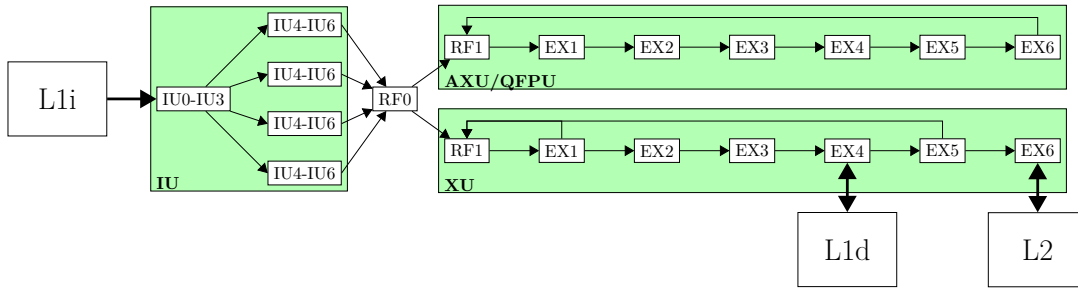 L1i
IU0-IU3
IU4-IU6
IU4-IU6
IU4-IU6
IU4-IU6
IU
RF0
RF1
EX1
EX2
EX3
EX4
EX5
EX6
AXU/QFPU
RF1
EX1
EX2
EX3
EX4
EX5
EX6
XU
L1d
L2